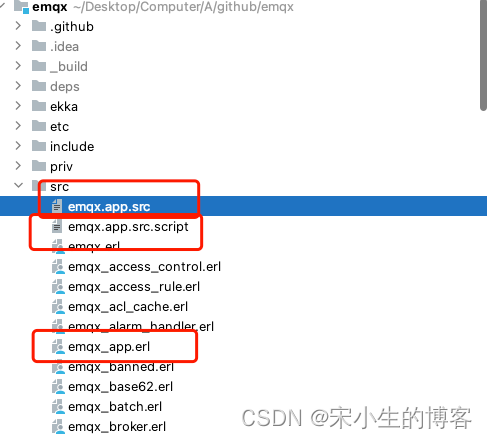 emqx ~/Desktop/Computer/A/github/emqx
.github
.idea
_build
deps
ekka
etc
include
priv
src
emqx.app.src
emqx.app.src.script
emqx.erl
emqx_access_control.erl
emqx_access_rule.erl
emqx_acl_cache.erl
emqx_alarm_handler.erl
emqx_app.erl
emqx_banned.erl
emqx_base62.erl
emqx_batch.erl
emqx_broker.erl
CSDN @宋小生的博客